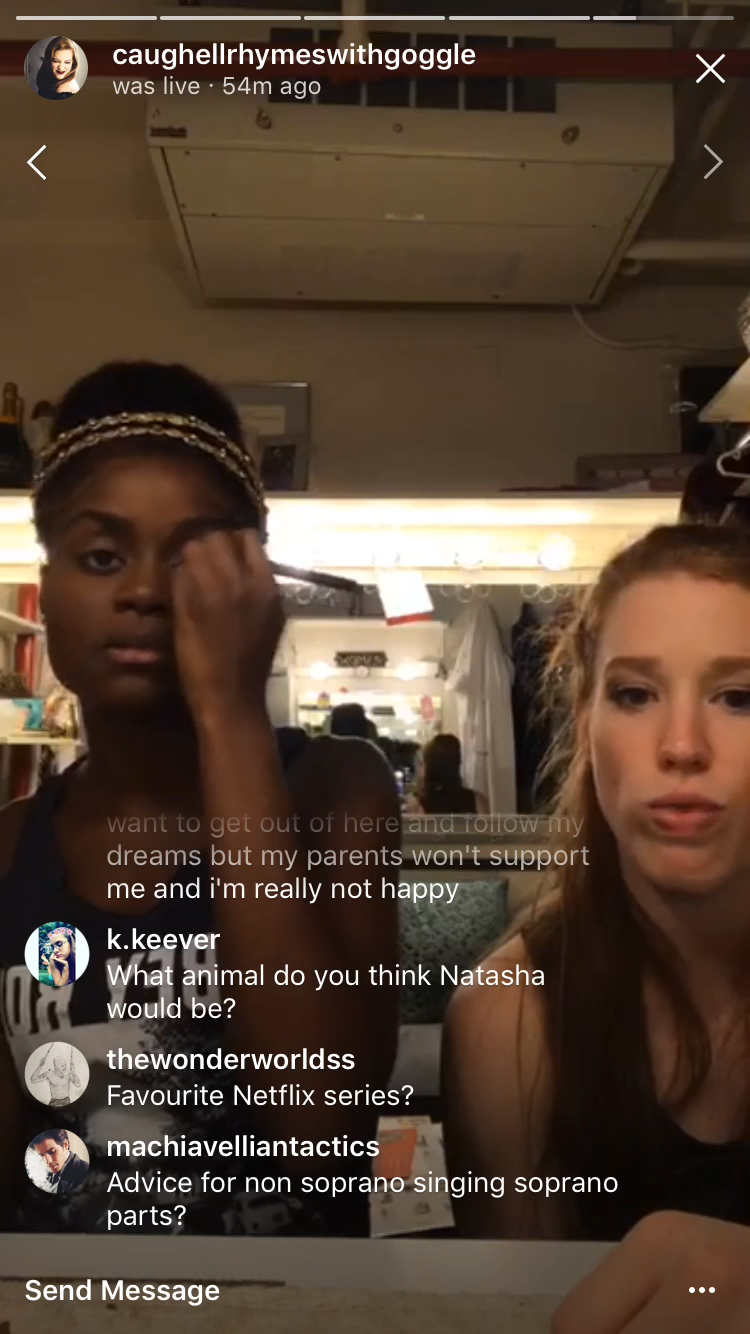 caughellrhymeswithgoggle
was live · 54m ago
want to get out of here and follow my
dreams but my parents won't support
me and i'm really not happy
k.keever
What animal do you think Natasha
would be?
thewonderworldss
Favourite Netflix series?
machiavelliantactics
Advice for non soprano singing soprano
parts?
Send Message